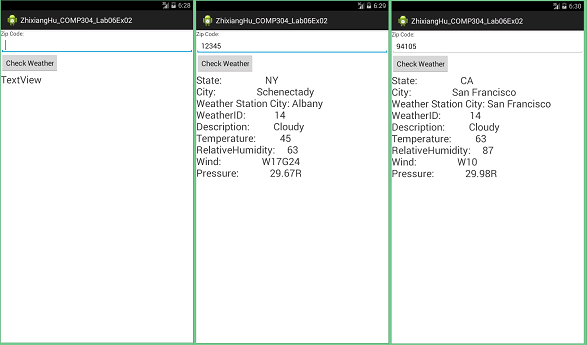 6:28
ZhixiangHu_COMP304_Lab06Ex02
Zip Code:
Check Weather
TextView
6:29
ZhixiangHu_COMP304_Lab06Ex02
Zip Code:
12345
Check Weather
State: NY
City: Schenectady
Weather Station City: Albany
WeatherID: 14
Description: Cloudy
Temperature: 45
RelativeHumidity: 63
Wind: W17G24
Pressure: 29.67R
6:30
ZhixiangHu_COMP304_Lab06Ex02
Zip Code:
94105
Check Weather
State: CA
City: San Francisco
Weather Station City: San Francisco
WeatherID: 14
Description: Cloudy
Temperature: 63
RelativeHumidity: 87
Wind: W10
Pressure: 29.98R